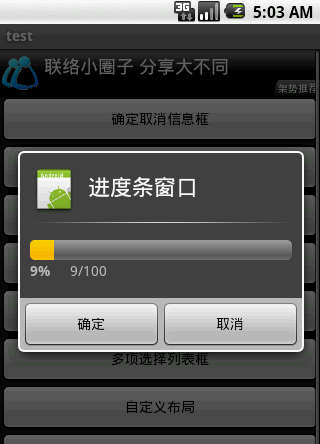 3G
5:03 AM
test
联络小圈子 分享大不同
架势推荐
确定取消信息框
Android
进度条窗口
9% 9/100
确定 取消
多项选择列表框
自定义布局